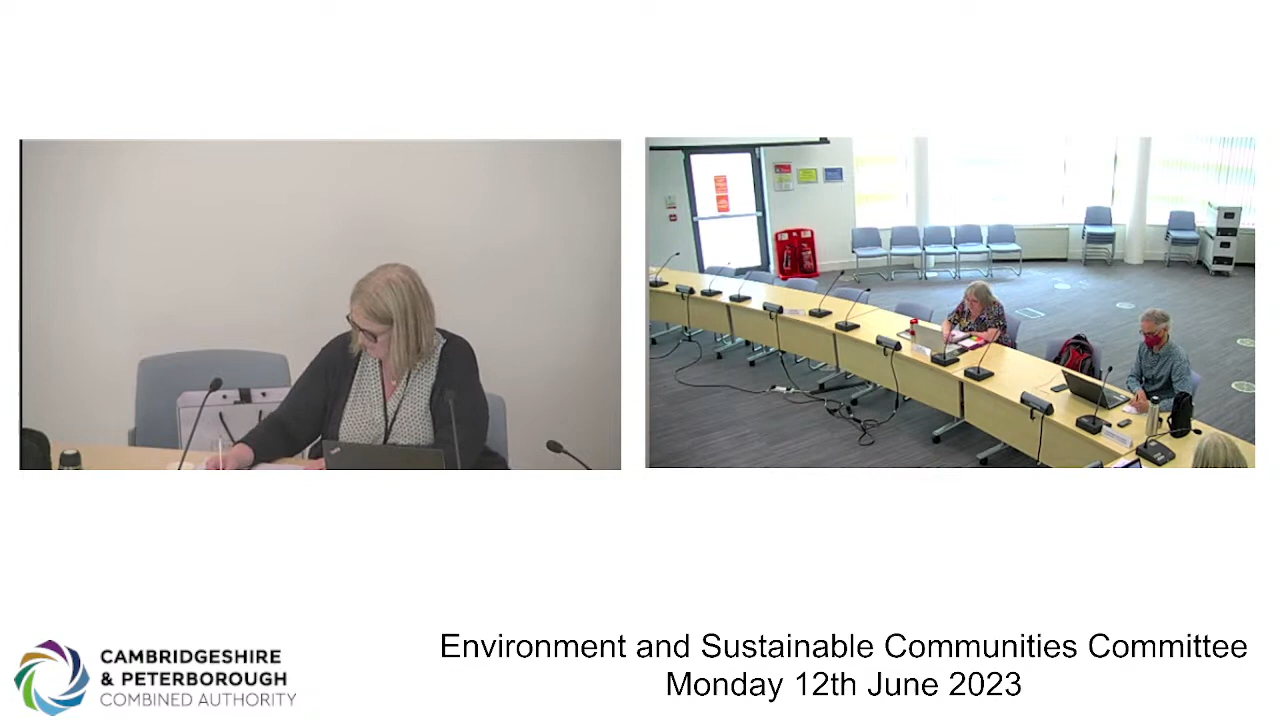 Environment and Sustainable Communities Committee
Monday 12th June 2023
CAMBRIDGESHIRE
& PETERBOROUGH
COMBINED AUTHORITY